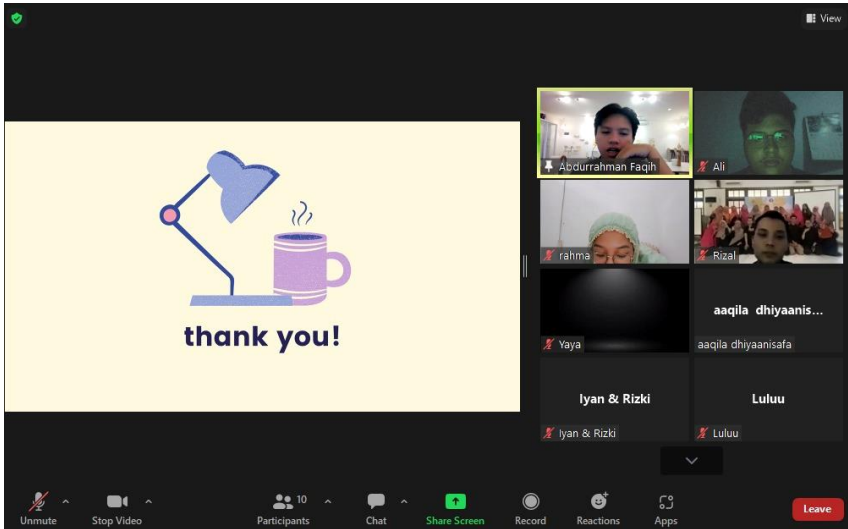 View
thank you!
Abdurrahman Faqih
Ali
rahma
Rizal
Yaya
aaqila dhiyaanis...
aaqila dhiyaanisafa
Iyan & Rizki
Iyan & Rizki
Luluu
Luluu
Unmute
Stop Video
10
Participants
Chat
Share Screen
Record
Reactions
Apps
Leave